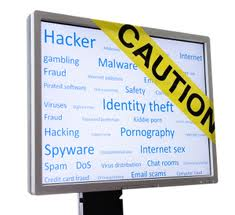 Hacker
CAUTION
gambling Malware Internet
Fraud
Pirated software Safety
Viruses Identity theft
Fraud Kiddie porn
Hacking Pornography
Spyware Internet sex
Spam DoS Virus distribution Chat rooms
Credit card fraud Email scams Computer